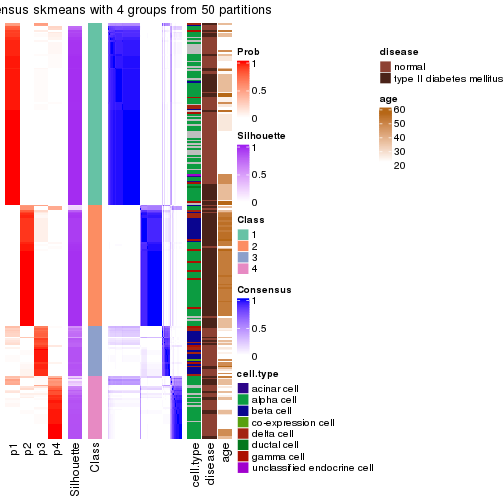 ensus skmeans with 4 groups from 50 partitions
p1
p2
p3
p4
Silhouette
Class
cell.type
disease
age
Prob
1
0.5
0
Silhouette
1
0.5
0
Class
1
2
3
4
Consensus
1
0.5
0
cell.type
acinar cell
alpha cell
beta cell
co-expression cell
delta cell
ductal cell
gamma cell
unclassified endocrine cell
disease
normal
type II diabetes mellitus
age
60
50
40
30
20